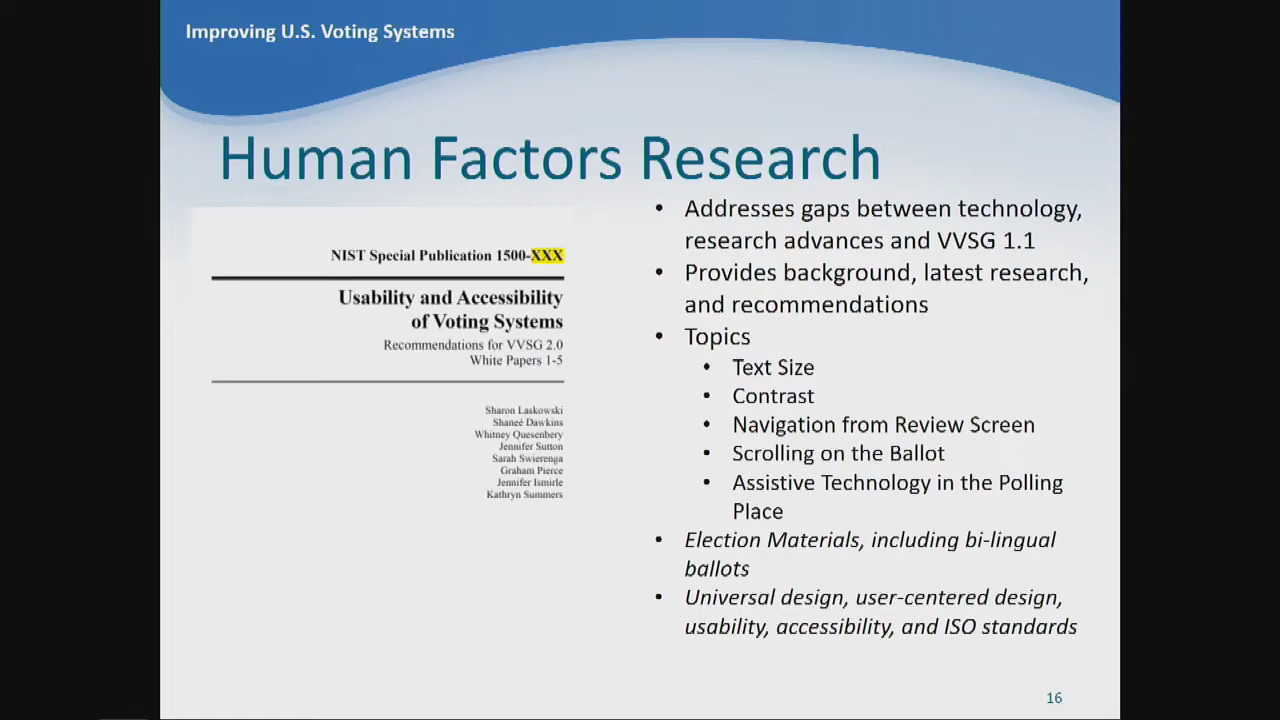 Improving U.S. Voting Systems
Human Factors Research
NIST Special Publication 1500-XXX
Usability and Accessibility
of Voting Systems
Recommendations for VVSG 2.0
White Papers 1-5
Sharon Laskowski
Shaneé Dawkins
Whitney Quesenbery
Jennifer Sutton
Sarah Swierenga
Graham Pierce
Jennifer Ismirle
Kathryn Summers
• Addresses gaps between technology,
research advances and VVSG 1.1
• Provides background, latest research,
and recommendations
• Topics
• Text Size
• Contrast
• Navigation from Review Screen
• Scrolling on the Ballot
• Assistive Technology in the Polling
Place
• Election Materials, including bi-lingual
ballots
• Universal design, user-centered design,
usability, accessibility, and ISO standards
16